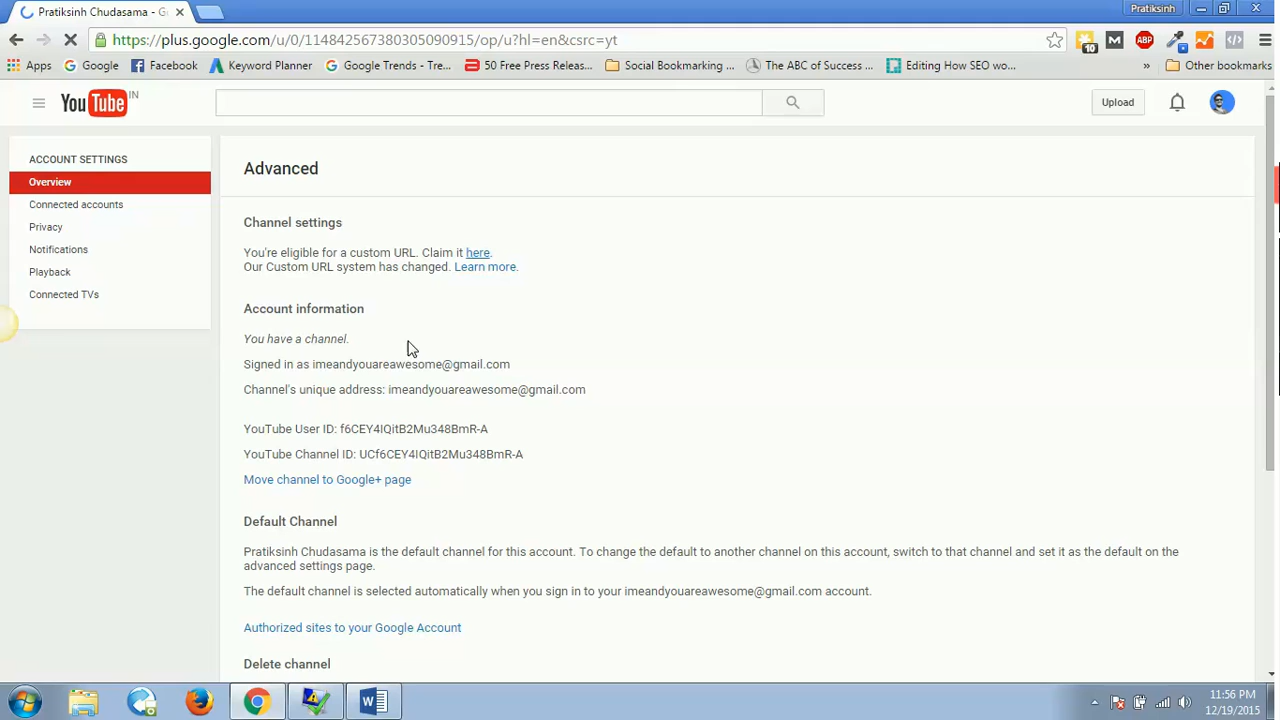 Pratiksinh Chudasama - Go
Pratiksinh
https://plus.google.com/u/0/114842567380305090915/op/u?hl=en&csrc=yt
10
M
ABP
Apps
Google
Facebook
Keyword Planner
Google Trends - Tre...
50 Free Press Relea...
Social Bookmarking ...
The ABC of Success ...
Editing How SEO wo...
»
Other bookmarks
YouTube IN
Upload
ACCOUNT SETTINGS
Overview
Connected accounts
Privacy
Notifications
Playback
Connected TVs
Advanced
Channel settings
You're eligible for a custom URL. Claim it here.
Our Custom URL system has changed. Learn more.
Account information
You have a channel.
Signed in as imeandyouareawesome@gmail.com
Channel's unique address: imeandyouareawesome@gmail.com
YouTube User ID: f6CEY4IQitB2Mu348BmR-A
YouTube Channel ID: UCf6CEY4IQitB2Mu348BmR-A
Move channel to Google+ page
Default Channel
Pratiksinh Chudasama is the default channel for this account. To change the default to another channel on this account, switch to that channel and set it as the default on the
advanced settings page.
The default channel is selected automatically when you sign in to your imeandyouareawesome@gmail.com account.
Authorized sites to your Google Account
Delete channel
11:56 PM
12/19/2015